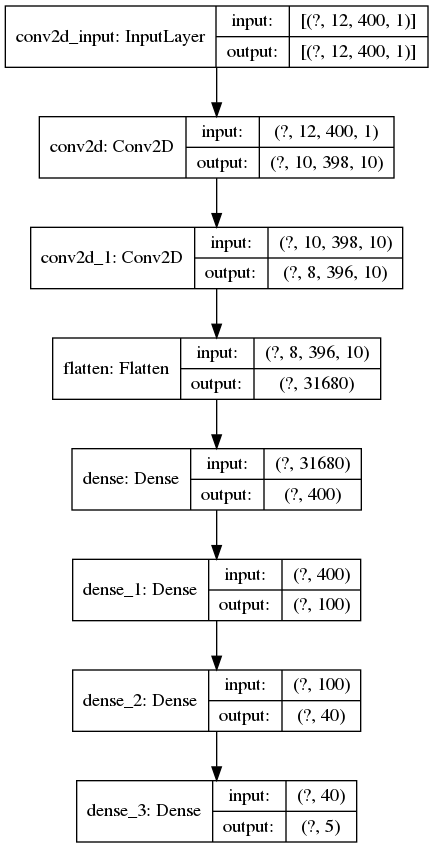 conv2d_input: InputLayer
input: [(?, 12, 400, 1)]
output: [(?, 12, 400, 1)]
conv2d: Conv2D
input: (?, 12, 400, 1)
output: (?, 10, 398, 10)
conv2d_1: Conv2D
input: (?, 10, 398, 10)
output: (?, 8, 396, 10)
flatten: Flatten
input: (?, 8, 396, 10)
output: (?, 31680)
dense: Dense
input: (?, 31680)
output: (?, 400)
dense_1: Dense
input: (?, 400)
output: (?, 100)
dense_2: Dense
input: (?, 100)
output: (?, 40)
dense_3: Dense
input: (?, 40)
output: (?, 5)